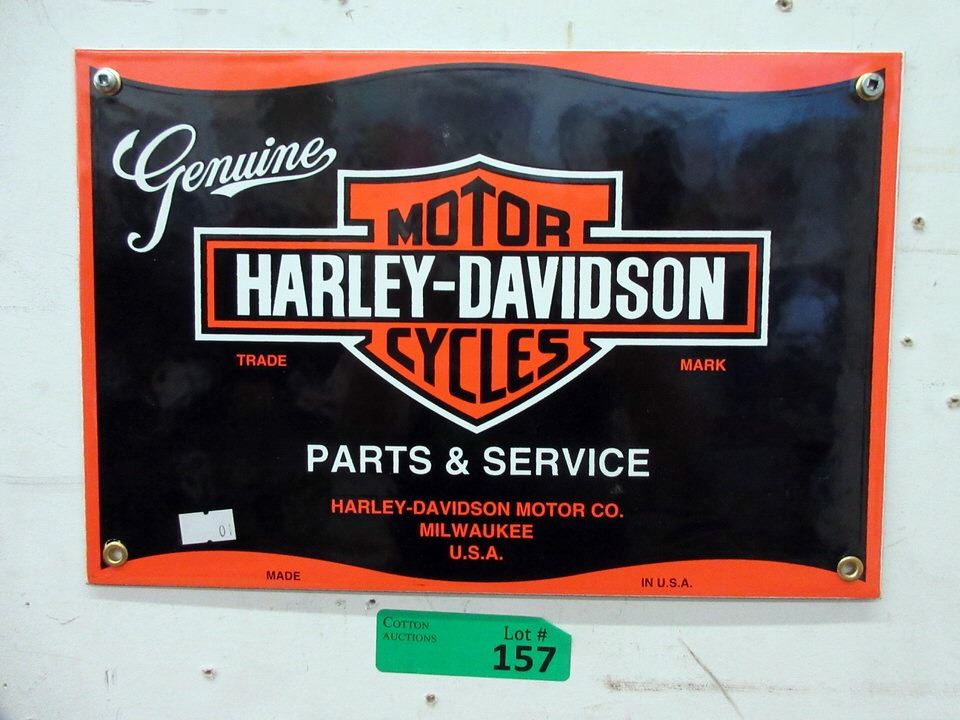 Genuine
MOTOR
HARLEY-DAVIDSON
CYCLES
TRADE MARK
PARTS & SERVICE
HARLEY-DAVIDSON MOTOR CO.
MILWAUKEE
U.S.A.
01
MADE IN U.S.A.
COTTON
AUCTIONS
Lot #
157